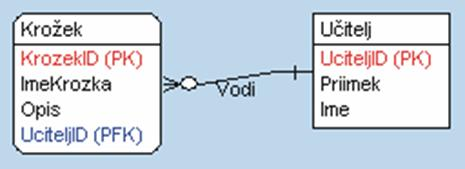 Krožek
KrozekID (PK)
ImeKrozka
Opis
UciteljID (PFK)
Vodi
Učitelj
UciteljID (PK)
Priimek
Ime